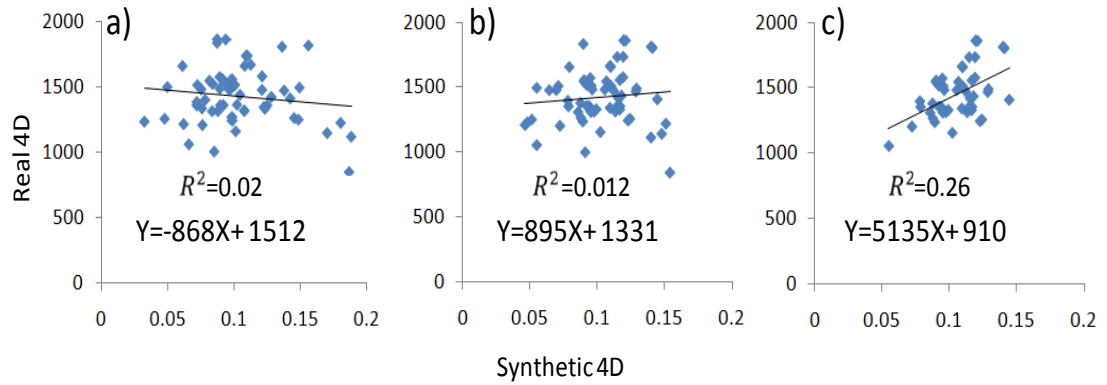 Real 4D
2000
1500
1000
500
0
a)
R²=0.02
Y=-868X+1512
0 0.05 0.1 0.15 0.2
2000
1500
1000
500
0
b)
R²=0.012
Y=895X+1331
0 0.05 0.1 0.15 0.2
2000
1500
1000
500
0
c)
R²=0.26
Y=5135X+910
0 0.05 0.1 0.15 0.2
Synthetic 4D